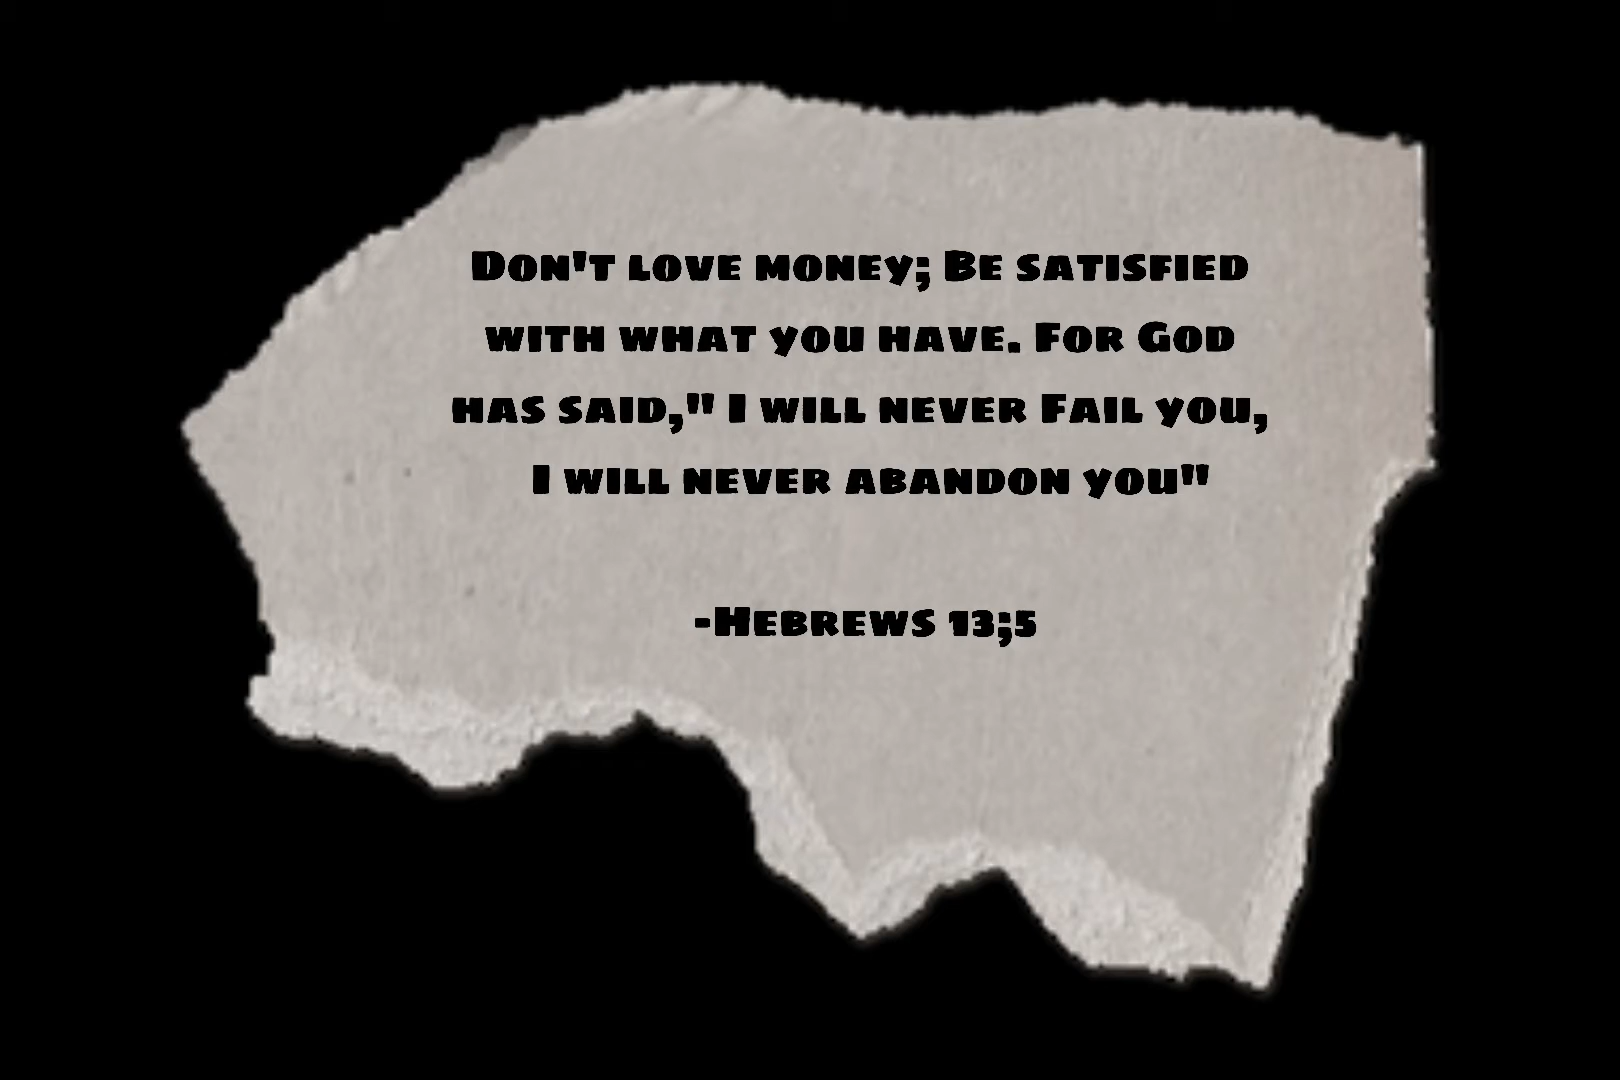 Don't love money; Be satisfied
with what you have. For God
has said," I will never Fail you,
I will never abandon you"
-Hebrews 13;5